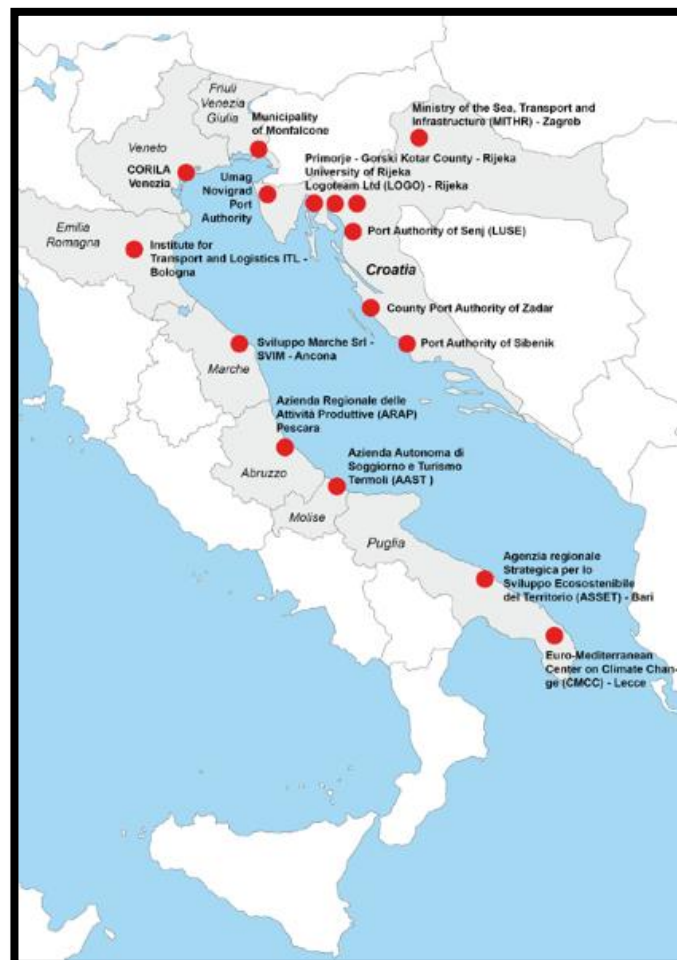 Friuli
Venezia
Giulia
Municipality
of Monfalcone
Ministry of the Sea, Transport and
Infrastructure (MITHR) - Zagreb
Veneto
CORILA
Venezia
Umag
Novigrad
Port
Authority
Primorje - Gorski Kotar County - Rijeka
University of Rijeka
Logoteam Ltd (LOGO) - Rijeka
Emilia
Romagna
Institute for
Transport and Logistics ITL -
Bologna
Port Authority of Senj (LUSE)
Croatia
County Port Authority of Zadar
Port Authority of Sibenik
Sviluppo Marche Srl -
SVIM - Ancona
Marche
Azienda Regionale delle
Attività Produttive (ARAP)
Pescara
Abruzzo
Azienda Autonoma di
Soggiorno e Turismo
Termoli (AAST )
Molise
Puglia
Agenzia regionale
Strategica per lo
Sviluppo Ecosostenibile
del Territorio (ASSET) - Bari
Euro-Mediterranean
Center on Climate Chan-
ge (CMCC) - Lecce